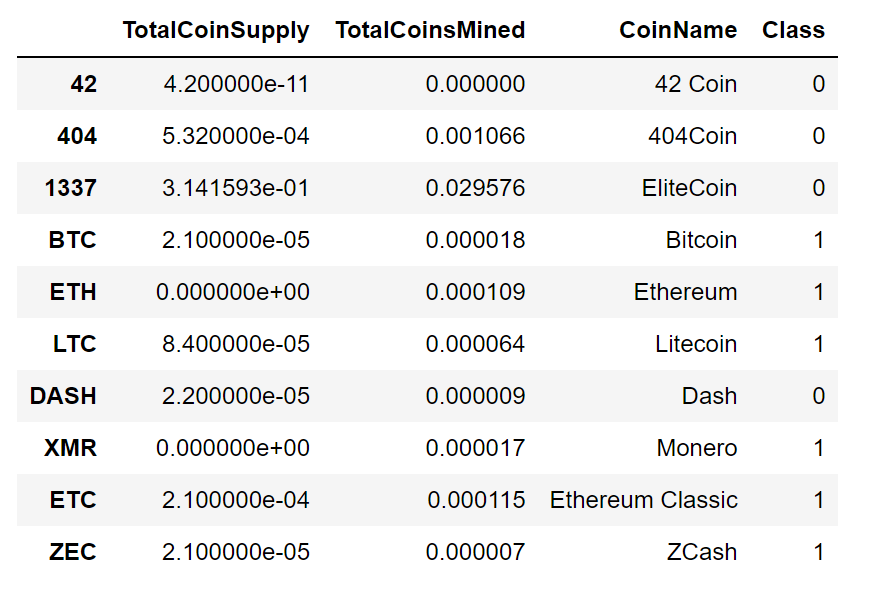 TotalCoinSupply TotalCoinsMined CoinName Class
42 4.200000e-11 0.000000 42 Coin 0
404 5.320000e-04 0.001066 404Coin 0
1337 3.141593e-01 0.029576 EliteCoin 0
BTC 2.100000e-05 0.000018 Bitcoin 1
ETH 0.000000e+00 0.000109 Ethereum 1
LTC 8.400000e-05 0.000064 Litecoin 1
DASH 2.200000e-05 0.000009 Dash 0
XMR 0.000000e+00 0.000017 Monero 1
ETC 2.100000e-04 0.000115 Ethereum Classic 1
ZEC 2.100000e-05 0.000007 ZCash 1